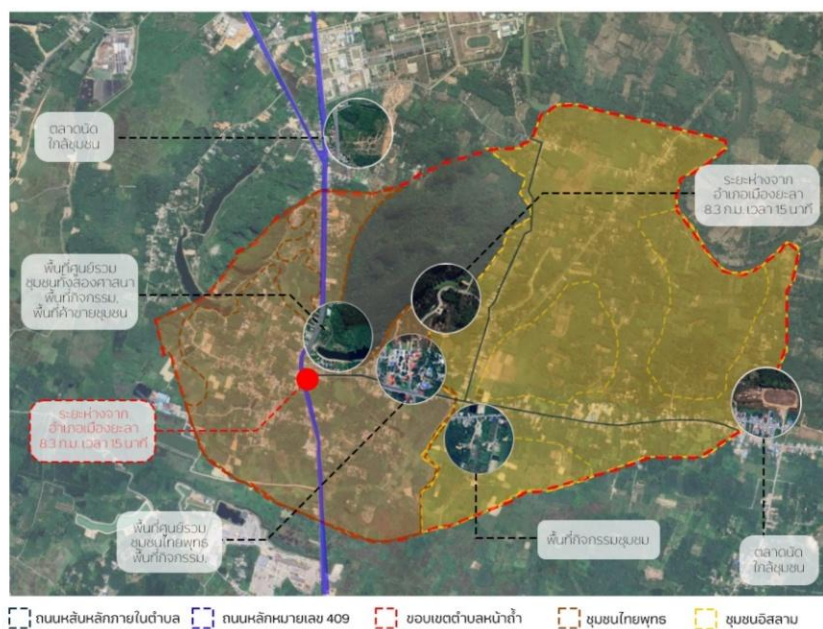 ตลาดนัด
ใกล้ชุมชน
ระยะห่างจาก
อำเภอเมืองยะลา
8.3 ก.ม. เวลา 15 นาที
พื้นที่ศูนย์รวม
ชุมชนทั้งสองศาสนา
พื้นที่กิจกรรม,
พื้นที่ค้าขายชุมชน
ระยะห่างจาก
อำเภอเมืองยะลา
8.3 ก.ม. เวลา 15 นาที
พื้นที่ศูนย์รวม
ชุมชนไทยพุทธ
พื้นที่กิจกรรม,
พื้นที่กิจกรรมชุมชม
ตลาดนัด
ใกล้ชุมชน
ถนนหส้นหลักภายในตำบล ถนนหลักหมายเลข 409 ขอบเขตตำบลหน้าถ้ำ ชุมชนไทยพุทธ ชุมชนอิสลาม